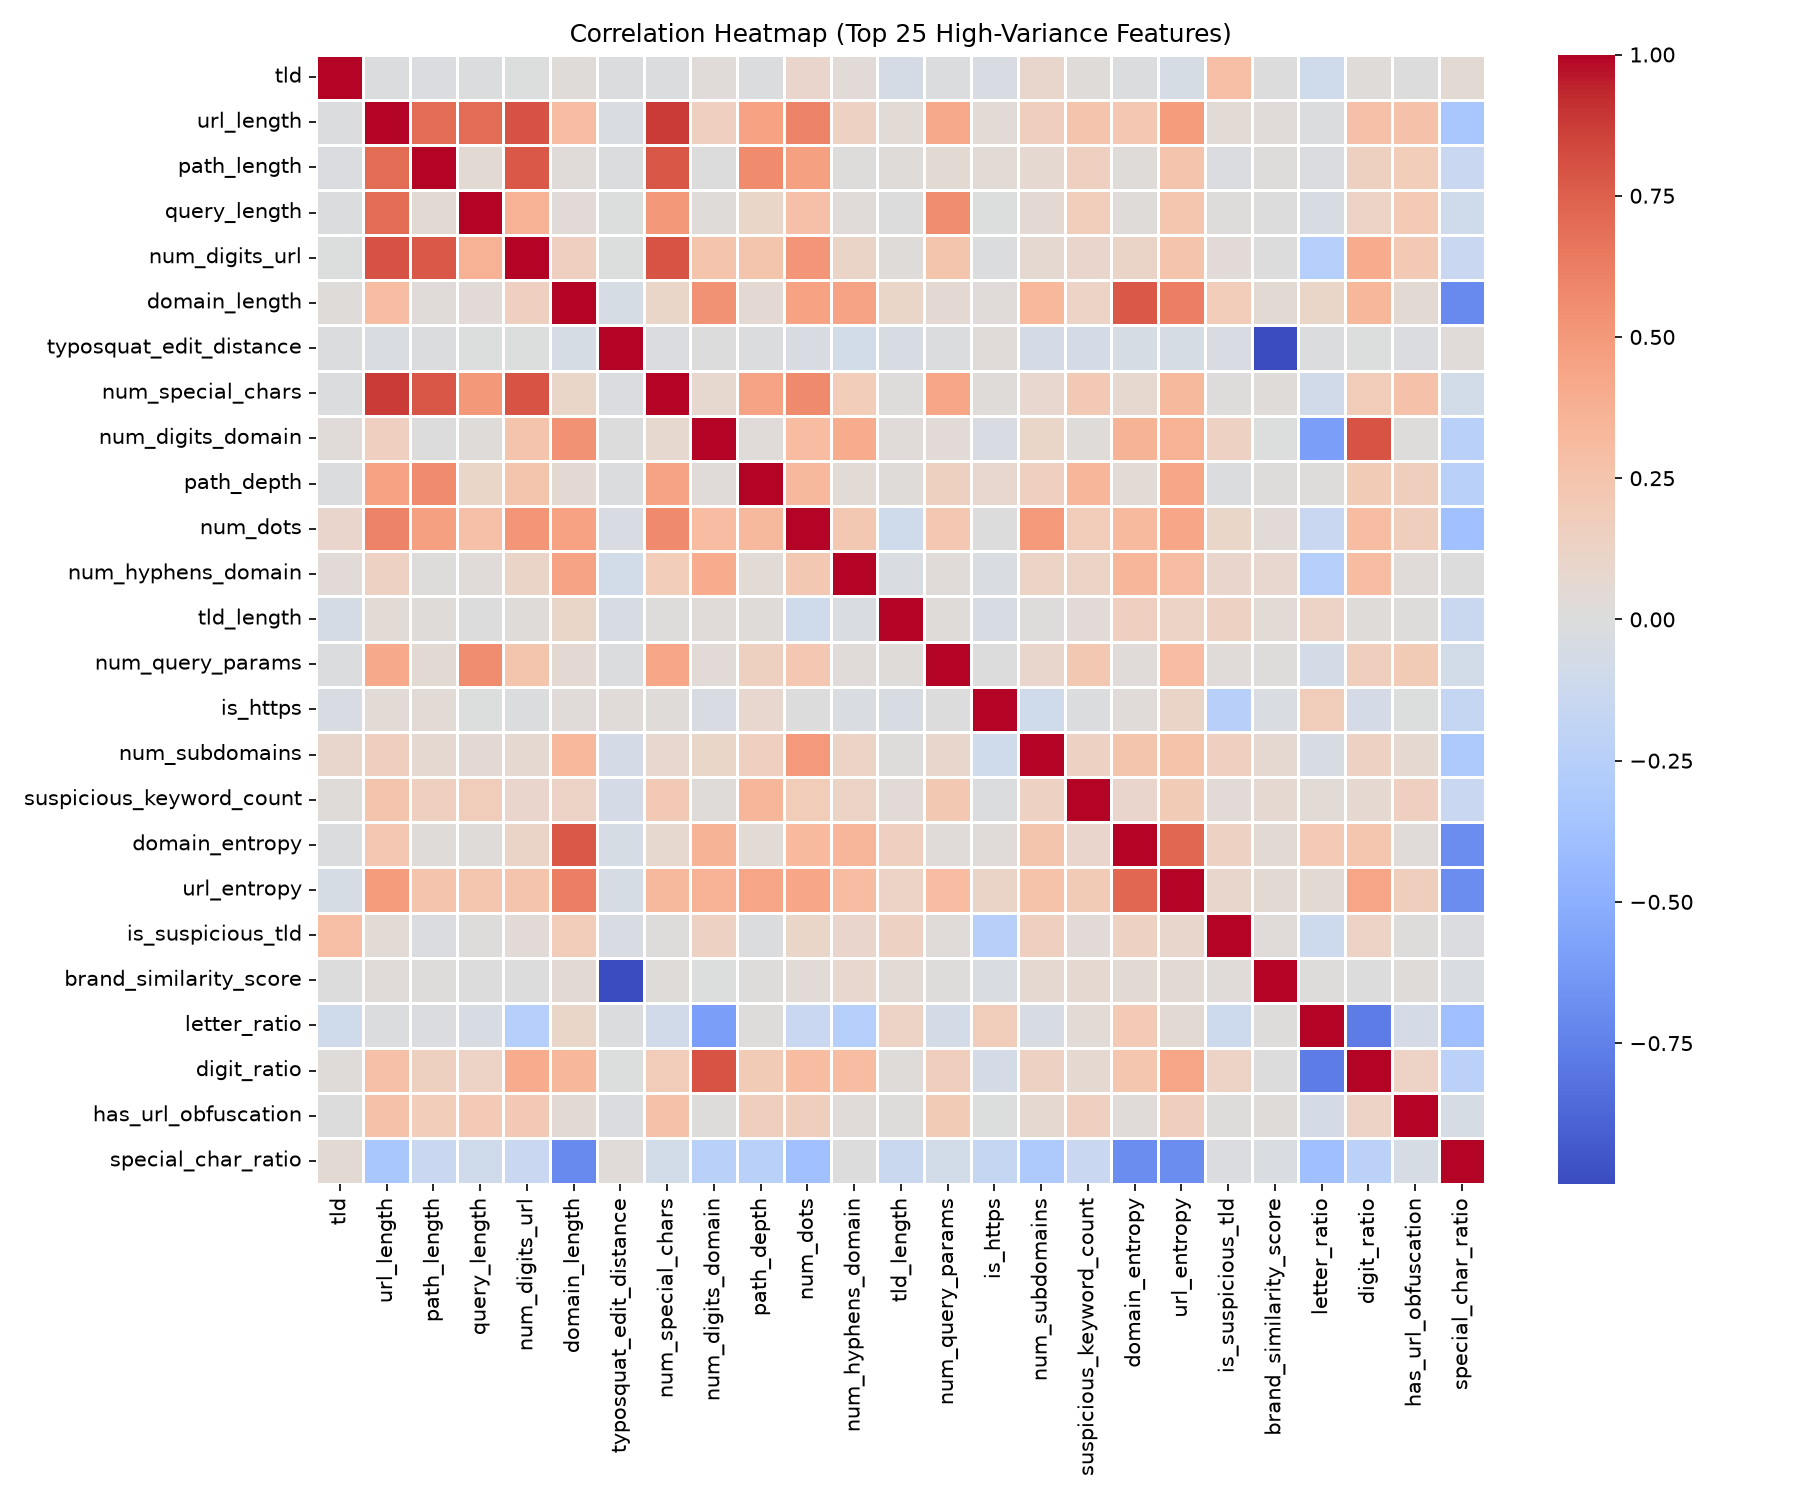 Correlation Heatmap (Top 25 High-Variance Features)
tld
url_length
path_length
query_length
num_digits_url
domain_length
typosquat_edit_distance
num_special_chars
num_digits_domain
path_depth
num_dots
num_hyphens_domain
tld_length
num_query_params
is_https
num_subdomains
suspicious_keyword_count
domain_entropy
url_entropy
is_suspicious_tld
brand_similarity_score
letter_ratio
digit_ratio
has_url_obfuscation
special_char_ratio
tld
url_length
path_length
query_length
num_digits_url
domain_length
typosquat_edit_distance
num_special_chars
num_digits_domain
path_depth
num_dots
num_hyphens_domain
tld_length
num_query_params
is_https
num_subdomains
suspicious_keyword_count
domain_entropy
url_entropy
is_suspicious_tld
brand_similarity_score
letter_ratio
digit_ratio
has_url_obfuscation
special_char_ratio
1.00
0.75
0.50
0.25
0.00
−0.25
−0.50
−0.75